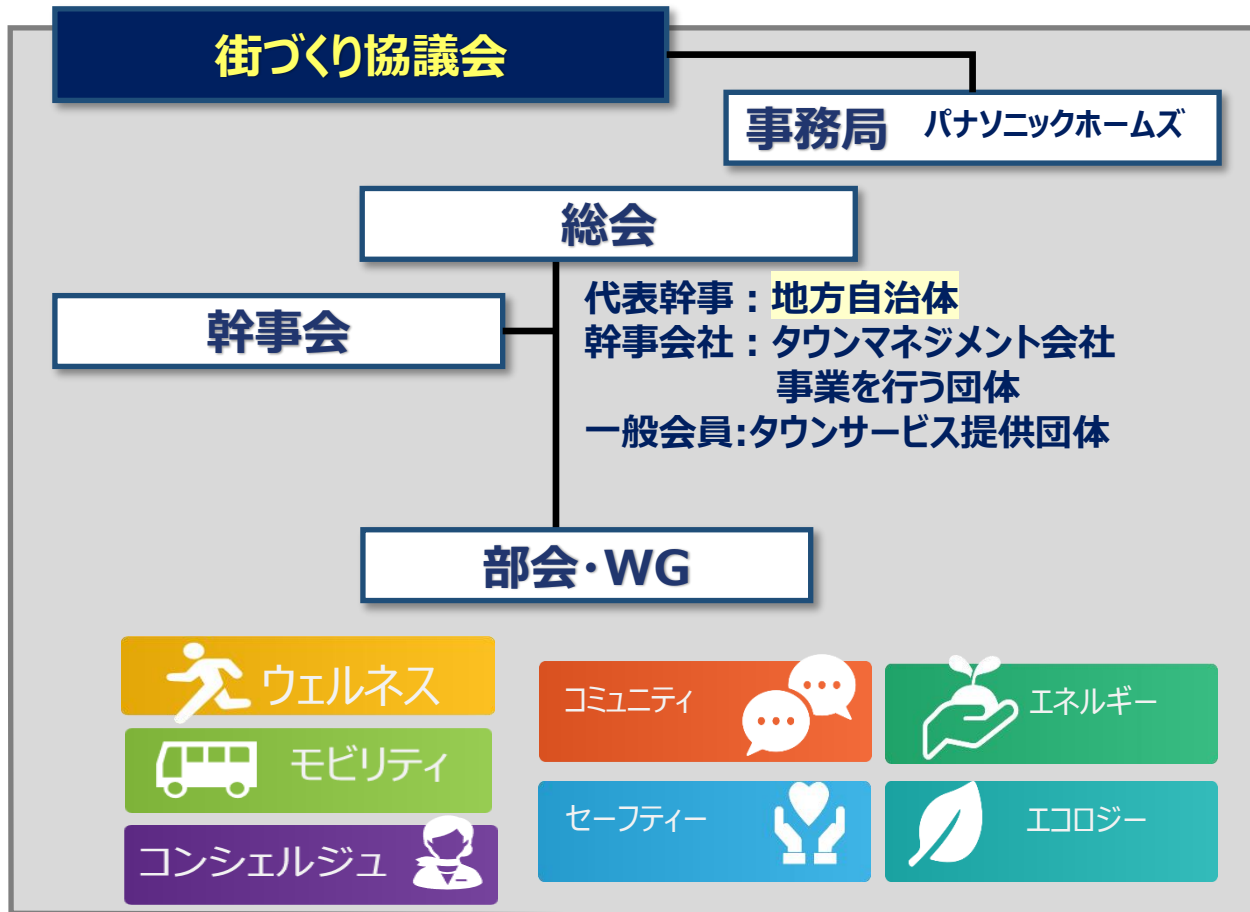 街づくり協議会
事務局 パナソニックホームズ
総会
幹事会
代表幹事：地方自治体
幹事会社：タウンマネジメント会社
事業を行う団体
一般会員:タウンサービス提供団体
部会・WG
ウェルネス
モビリティ
コンシェルジュ
コミュニティ
セーフティー
エネルギー
エコロジー